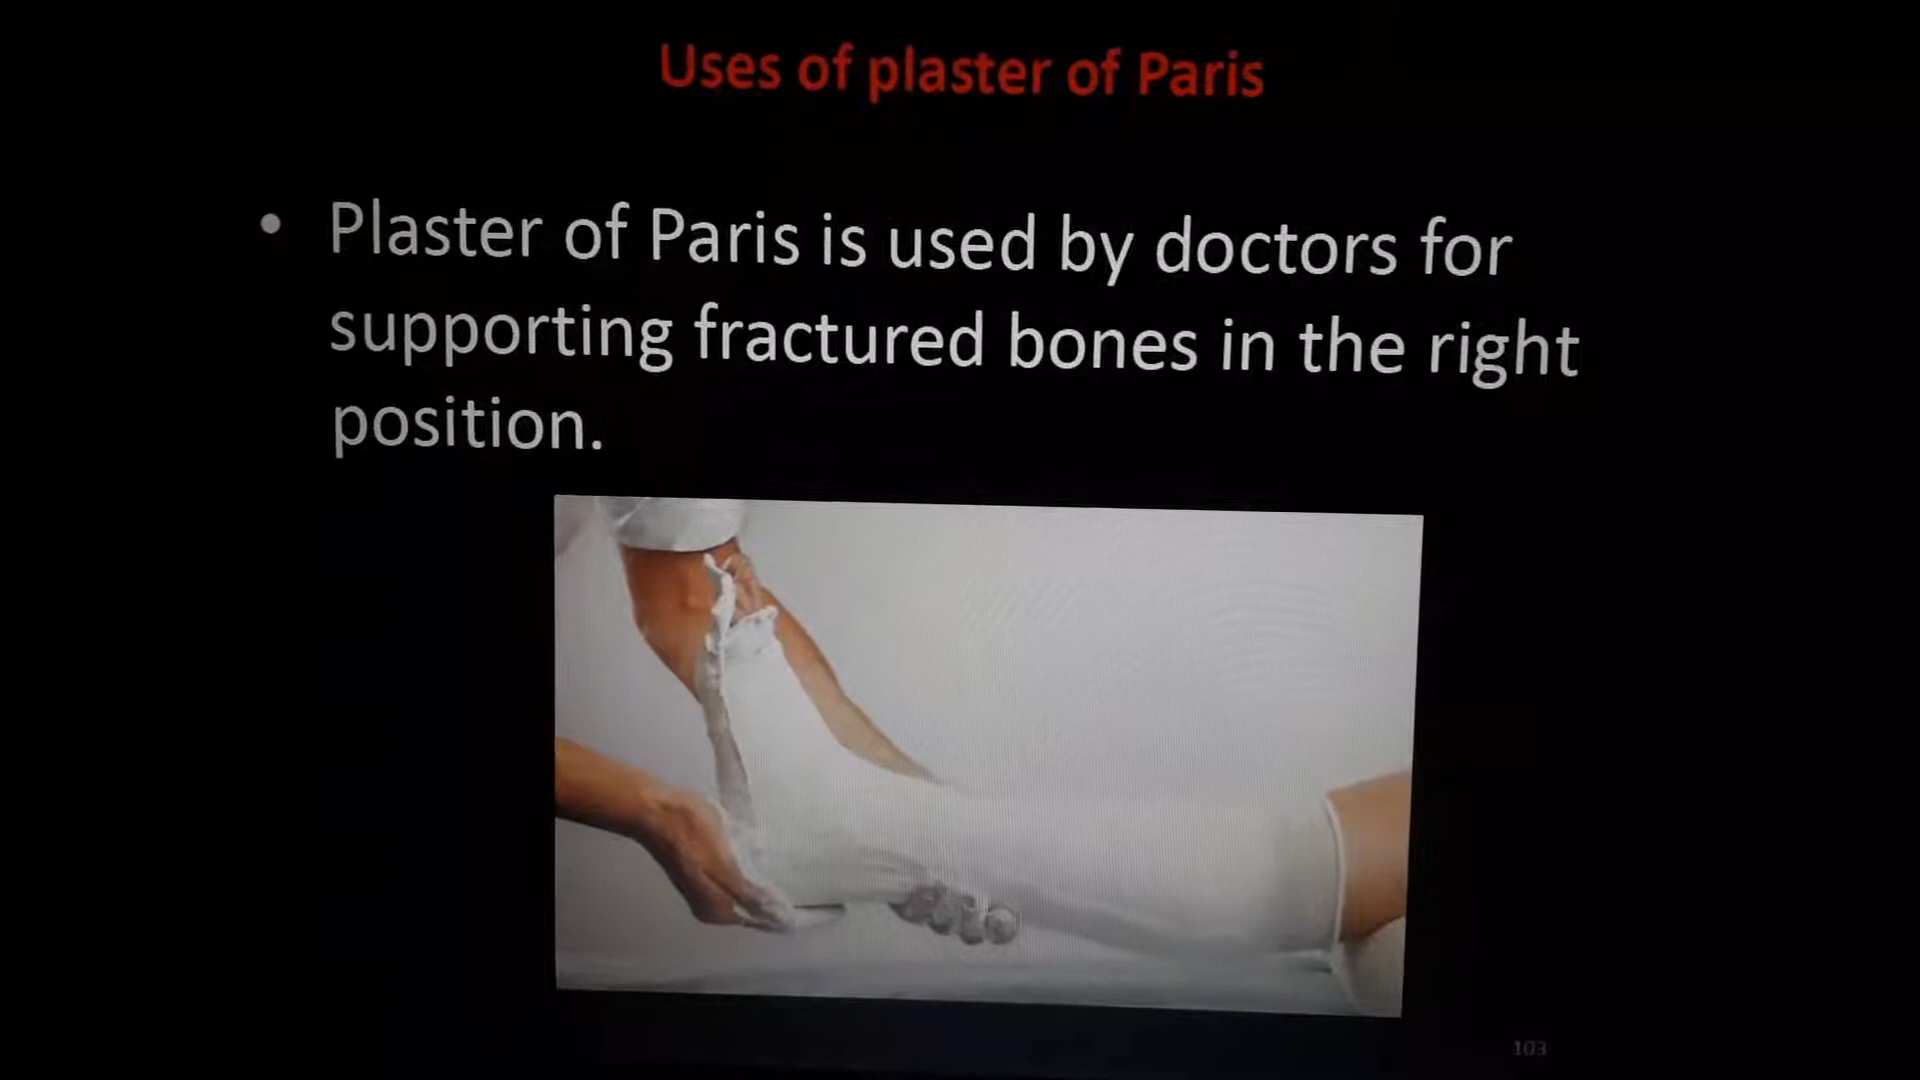 Uses of plaster of Paris
• Plaster of Paris is used by doctors for
supporting fractured bones in the right
position.
103